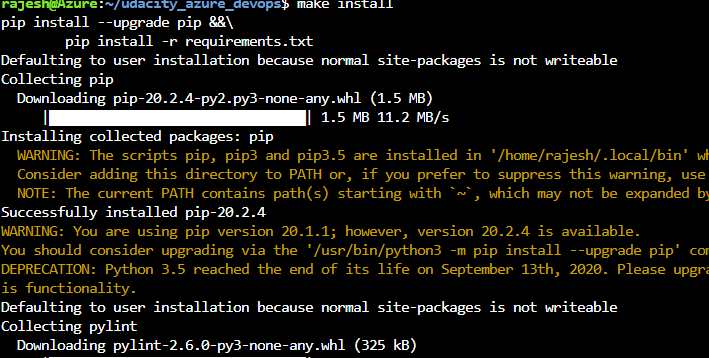 rajesh@Azure:~/udacity_azure_devops$ make install
pip install --upgrade pip &&\
        pip install -r requirements.txt
Defaulting to user installation because normal site-packages is not writeable
Collecting pip
  Downloading pip-20.2.4-py2.py3-none-any.whl (1.5 MB)
     |████████████████████████████████| 1.5 MB 11.2 MB/s
Installing collected packages: pip
  WARNING: The scripts pip, pip3 and pip3.5 are installed in '/home/rajesh/.local/bin' wh
  Consider adding this directory to PATH or, if you prefer to suppress this warning, use
  NOTE: The current PATH contains path(s) starting with `~`, which may not be expanded by
Successfully installed pip-20.2.4
WARNING: You are using pip version 20.1.1; however, version 20.2.4 is available.
You should consider upgrading via the '/usr/bin/python3 -m pip install --upgrade pip' com
DEPRECATION: Python 3.5 reached the end of its life on September 13th, 2020. Please upgra
is functionality.
Defaulting to user installation because normal site-packages is not writeable
Collecting pylint
  Downloading pylint-2.6.0-py3-none-any.whl (325 kB)